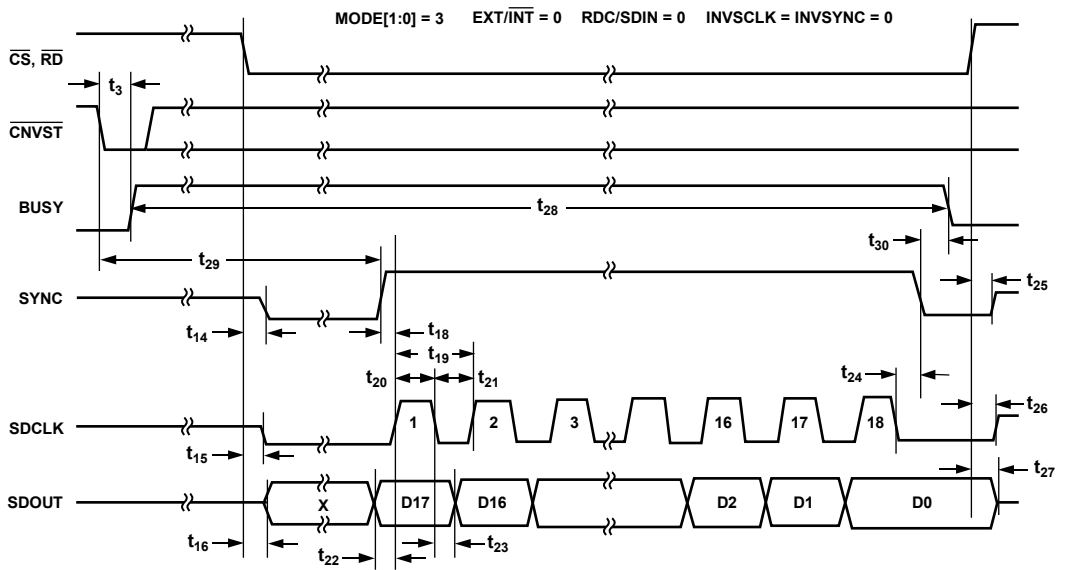 MODE[1:0] = 3 EXT/INT = 0 RDC/SDIN = 0 INVSCLK = INVSYNC = 0
CS, RD
t3
CNVST
BUSY
t28
t30
t29
SYNC
t25
t14
t18
t19
t20
t21
t24
t26
SDCLK
1
2
3
16
17
18
t15
t27
SDOUT
X
D17
D16
D2
D1
D0
t16
t22
t23